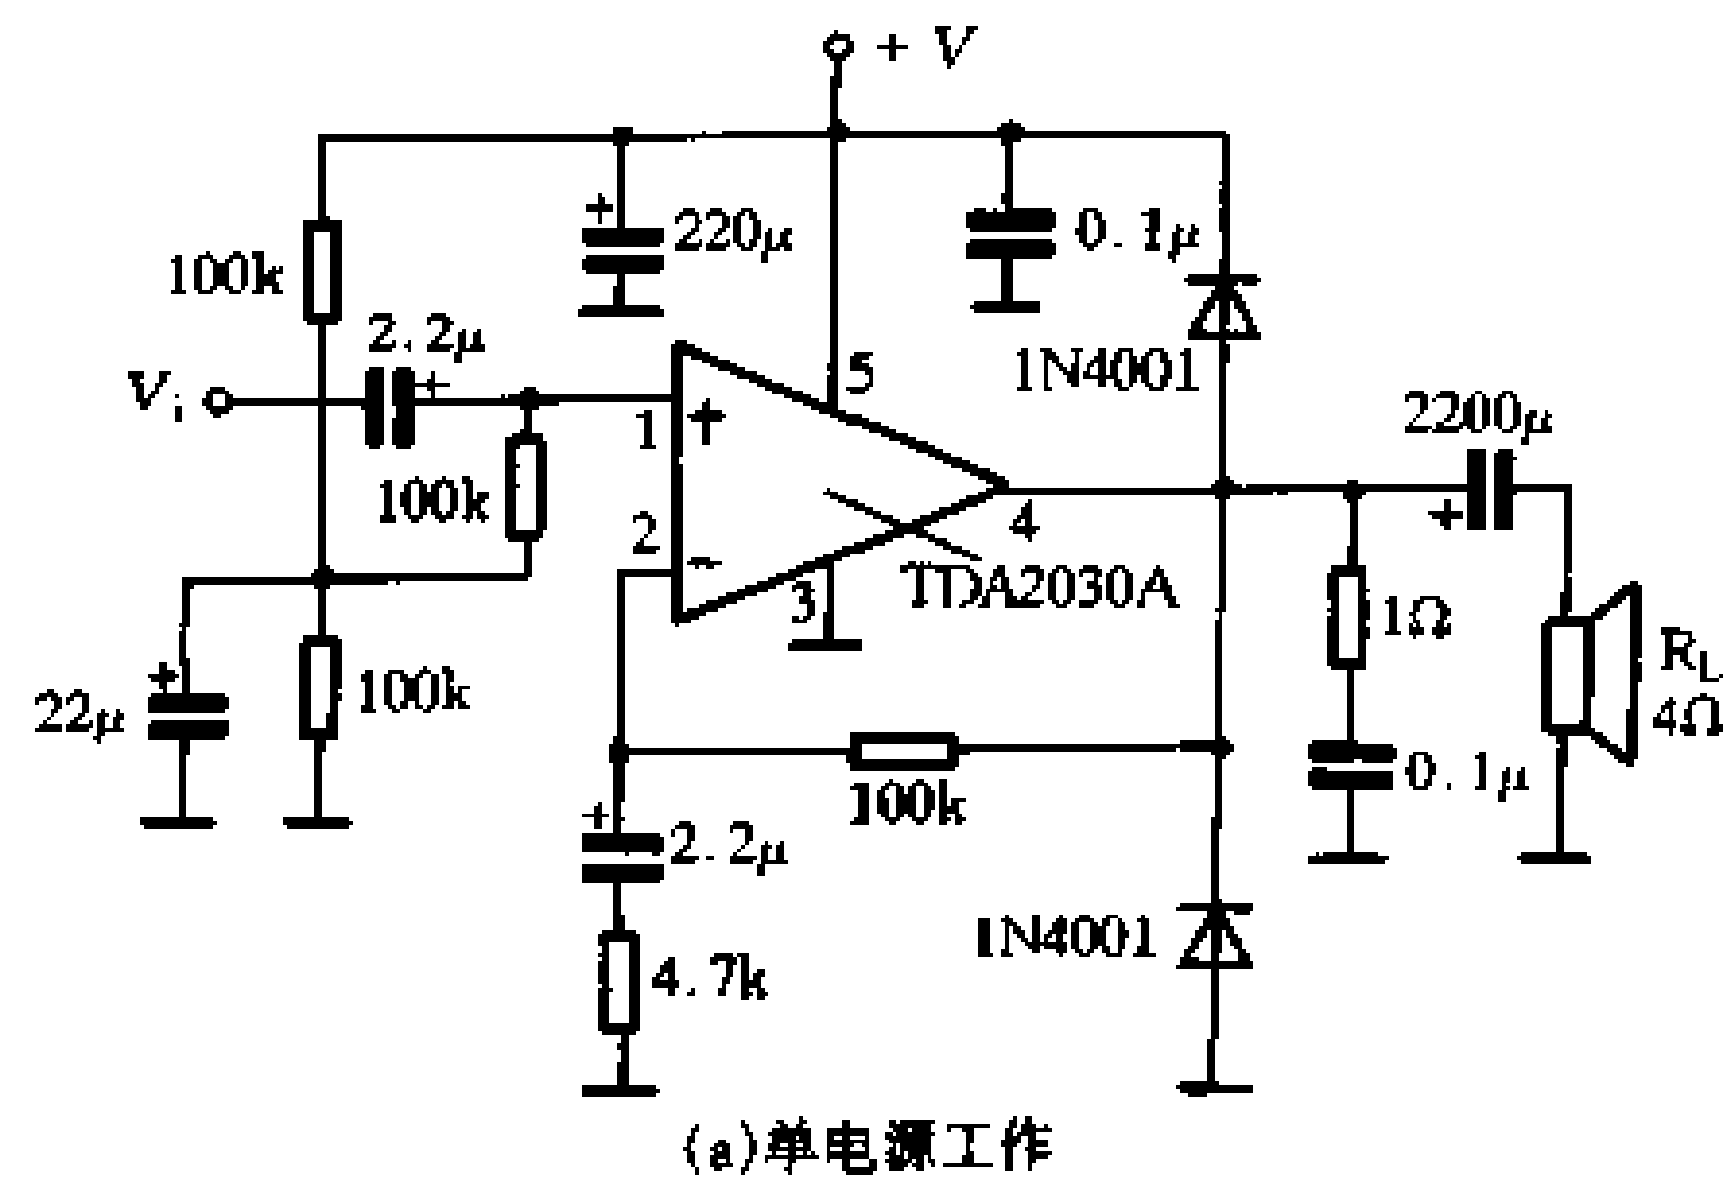 + V
220μ
0.1μ
100k
2.2μ
+
1N4001
5
Vi
1
+
2200μ
+
100k
2
-
4
3
TDA2030A
1Ω
RL
4Ω
+
22μ
100k
100k
0.1μ
+
2.2μ
1N4001
4.7k
(a)单电源工作